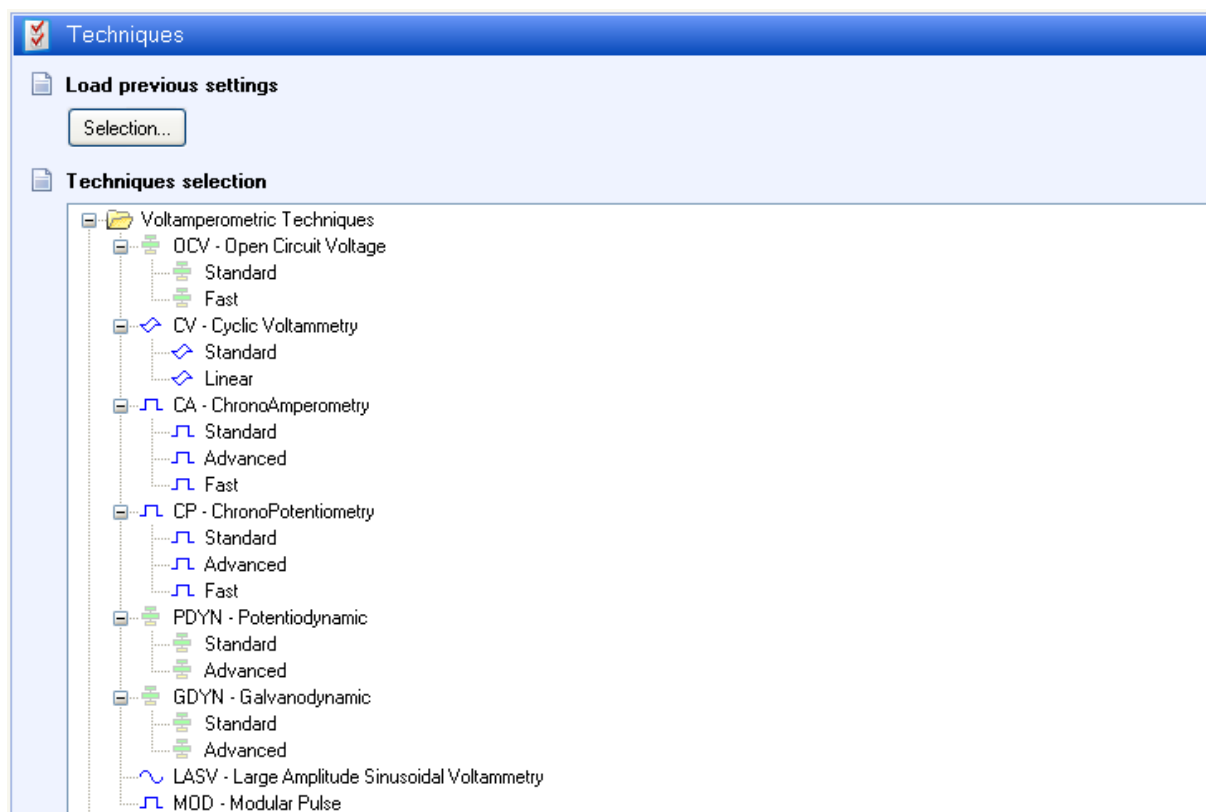 Techniques
Load previous settings
Selection...
Techniques selection
Voltamperometric Techniques
OCV - Open Circuit Voltage
Standard
Fast
CV - Cyclic Voltammetry
Standard
Linear
CA - ChronoAmperometry
Standard
Advanced
Fast
CP - ChronoPotentiometry
Standard
Advanced
Fast
PDYN - Potentiodynamic
Standard
Advanced
GDYN - Galvanodynamic
Standard
Advanced
LASV - Large Amplitude Sinusoidal Voltammetry
MOD - Modular Pulse